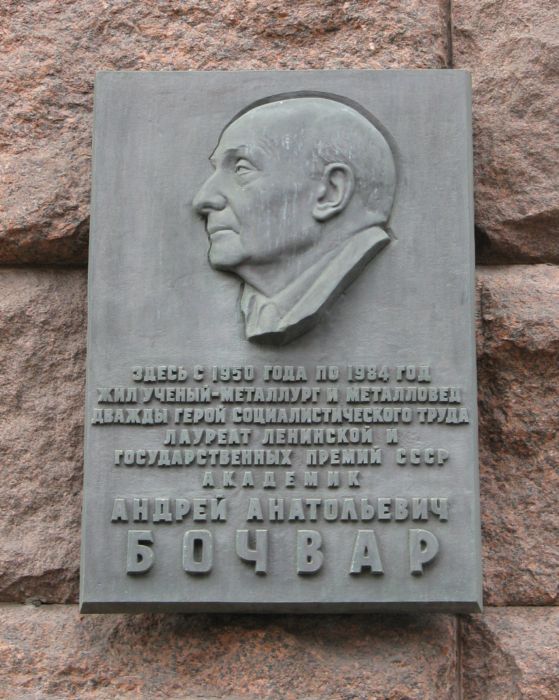 ЗДЕСЬ С 1950 ГОДА ПО 1984 ГОД
ЖИЛ УЧЕНЫЙ-МЕТАЛЛУРГ И МЕТАЛЛОВЕД
ДВАЖДЫ ГЕРОЙ СОЦИАЛИСТИЧЕСКОГО ТРУДА
ЛАУРЕАТ ЛЕНИНСКОЙ И
ГОСУДАРСТВЕННЫХ ПРЕМИЙ СССР
АКАДЕМИК
АНДРЕЙ АНАТОЛЬЕВИЧ
БОЧВАР